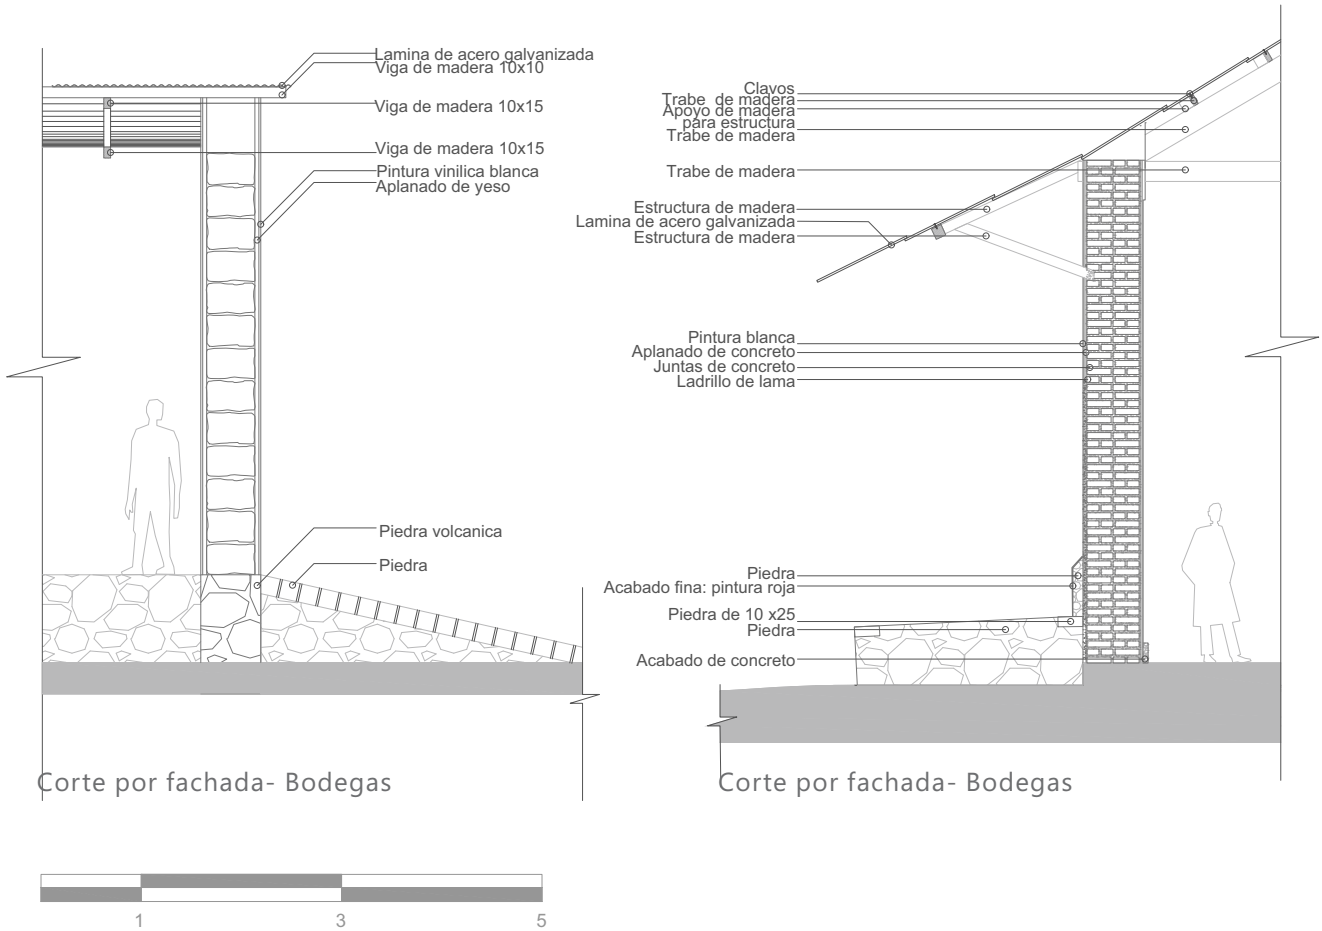 Lamina de acero galvanizada
Viga de madera 10x10
Viga de madera 10x15
Viga de madera 10x15
Pintura vinilica blanca
Aplanado de yeso
Piedra volcanica
Piedra
Corte por fachada- Bodegas
Clavos
Trabe de madera
Apoyo de madera
para estructura
Trabe de madera
Trabe de madera
Estructura de madera
Lamina de acero galvanizada
Estructura de madera
Pintura blanca
Aplanado de concreto
Juntas de concreto
Ladrillo de lama
Piedra
Acabado fina: pintura roja
Piedra de 10 x25
Piedra
Acabado de concreto
Corte por fachada- Bodegas
1 3 5